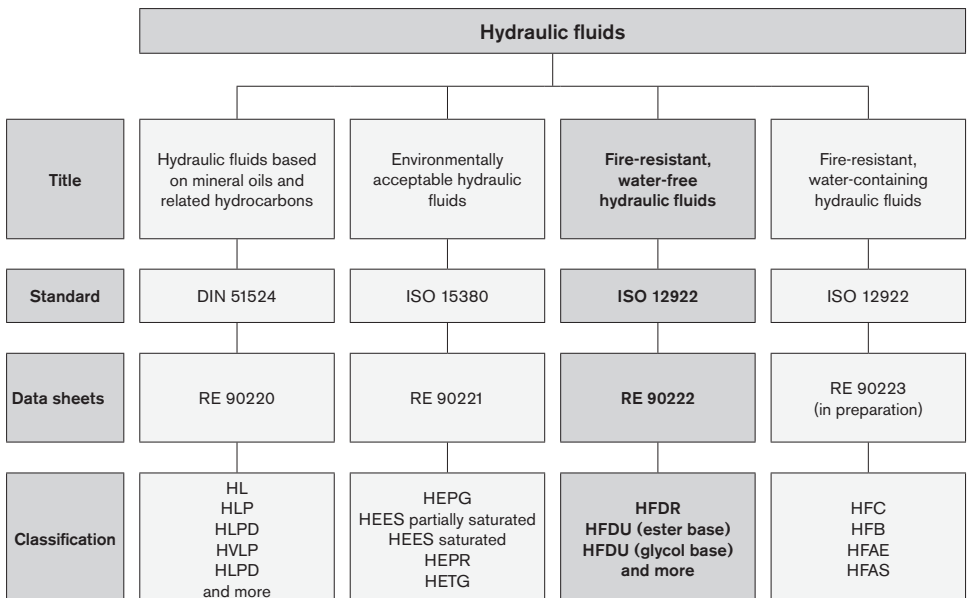 Hydraulic fluids
Title
Hydraulic fluids based
on mineral oils and
related hydrocarbons
Environmentally
acceptable hydraulic
fluids
Fire-resistant,
water-free
hydraulic fluids
Fire-resistant,
water-containing
hydraulic fluids
Standard
DIN 51524
ISO 15380
ISO 12922
ISO 12922
Data sheets
RE 90220
RE 90221
RE 90222
RE 90223
(in preparation)
Classification
HL
HLP
HLPD
HVLP
HLPD
and more
HEPG
HEES partially saturated
HEES saturated
HEPR
HETG
HFDR
HFDU (ester base)
HFDU (glycol base)
and more
HFC
HFB
HFAE
HFAS